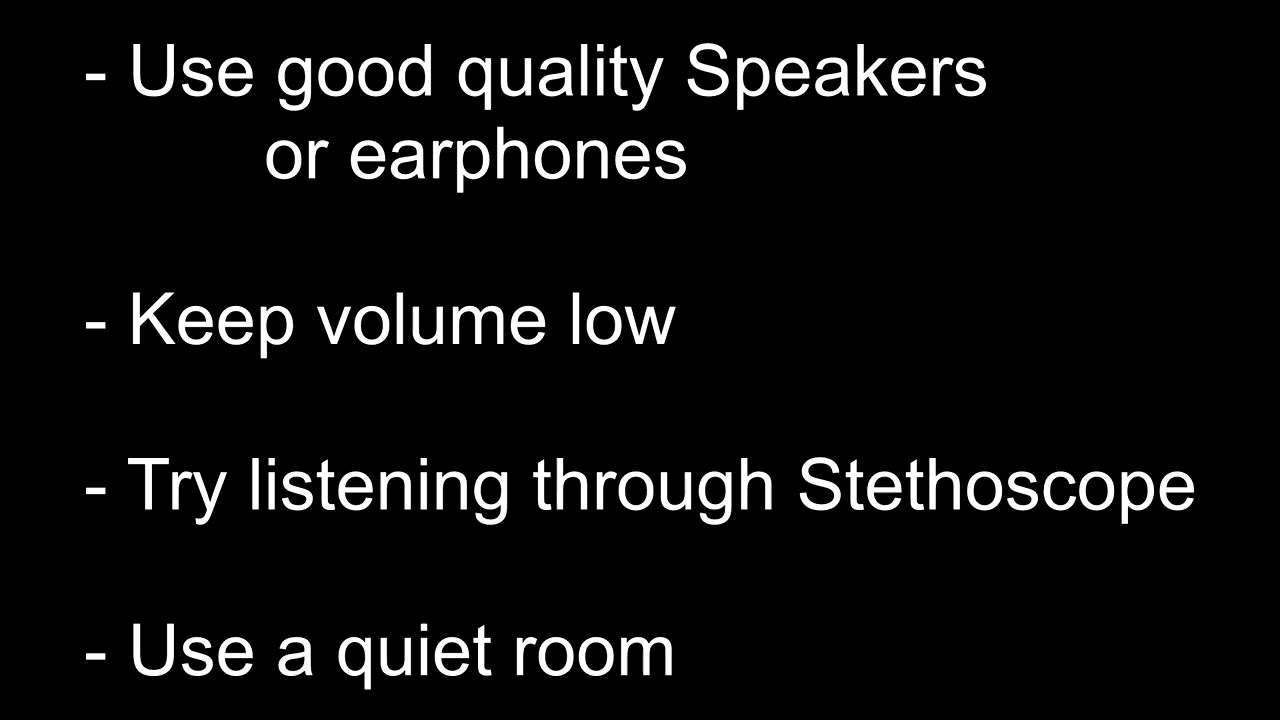 - Use good quality Speakers
or earphones
- Keep volume low
- Try listening through Stethoscope
- Use a quiet room